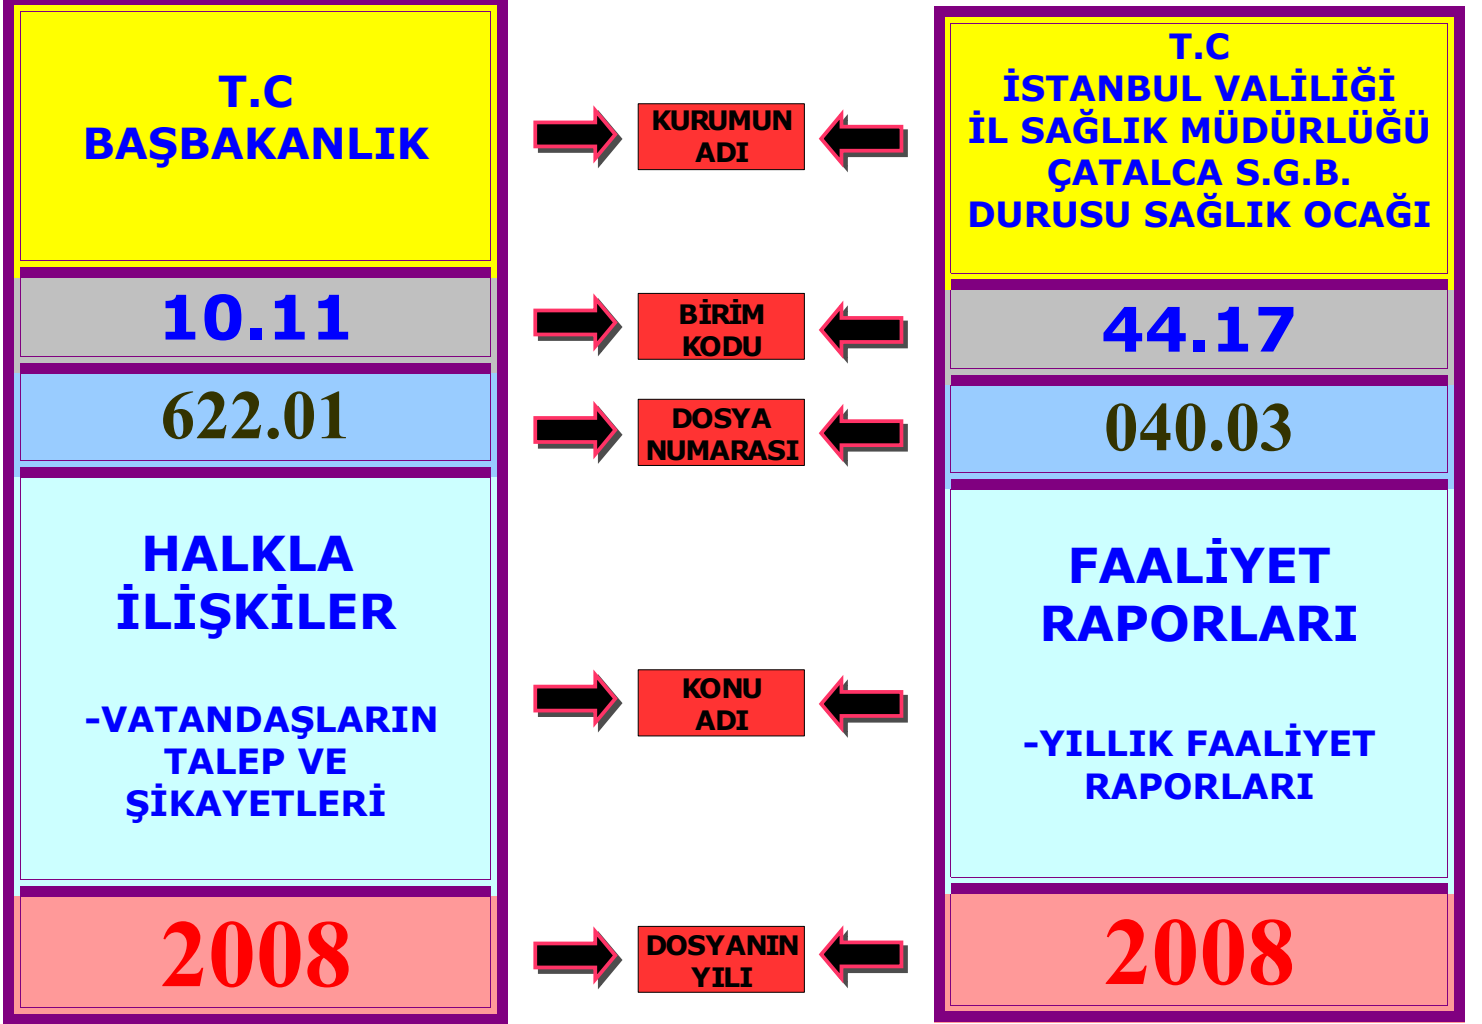 T.C
BAŞBAKANLIK
10.11
622.01
HALKLA
İLİŞKİLER
-VATANDAŞLARIN
TALEP VE
ŞİKAYETLERİ
2008
KURUMUN
ADI
BİRİM
KODU
DOSYA
NUMARASI
KONU
ADI
DOSYANIN
YILI
T.C
İSTANBUL VALİLİĞİ
İL SAĞLIK MÜDÜRLÜĞÜ
ÇATALCA S.G.B.
DURUSU SAĞLIK OCAĞI
44.17
040.03
FAALİYET
RAPORLARI
-YILLIK FAALİYET
RAPORLARI
2008